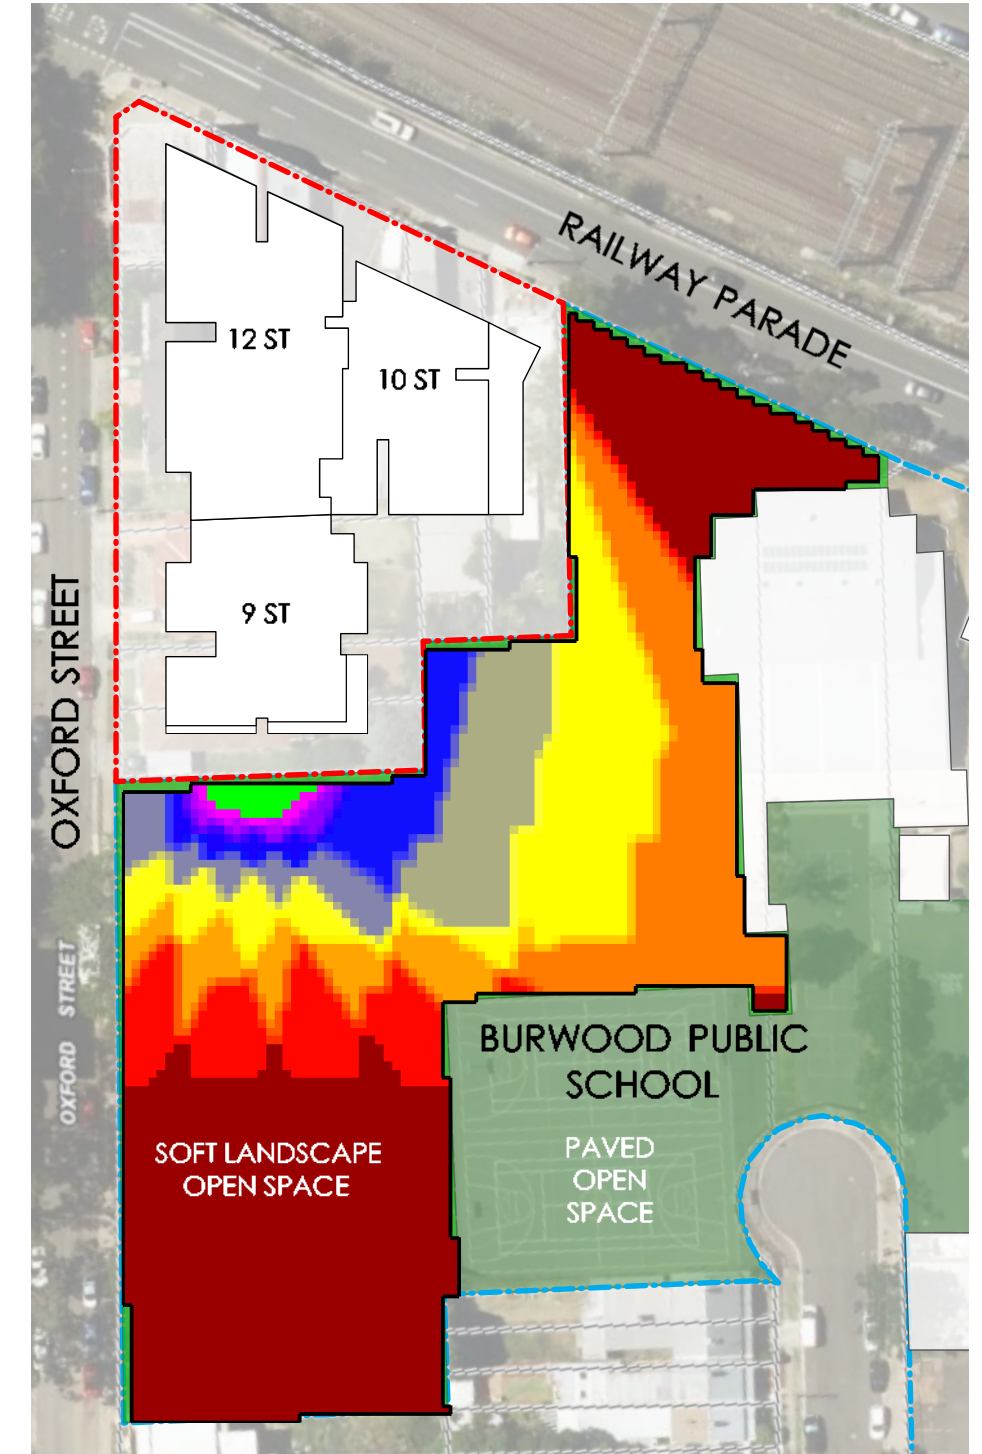 RAILWAY PARADE
12 ST
10 ST
9 ST
OXFORD STREET
OXFORD STREET
BURWOOD PUBLIC
SCHOOL
SOFT LANDSCAPE
OPEN SPACE
PAVED
OPEN
SPACE